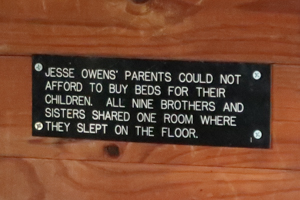 JESSE OWENS' PARENTS COULD NOT
AFFORD TO BUY BEDS FOR THEIR
CHILDREN. ALL NINE BROTHERS AND
SISTERS SHARED ONE ROOM WHERE
THEY SLEPT ON THE FLOOR.